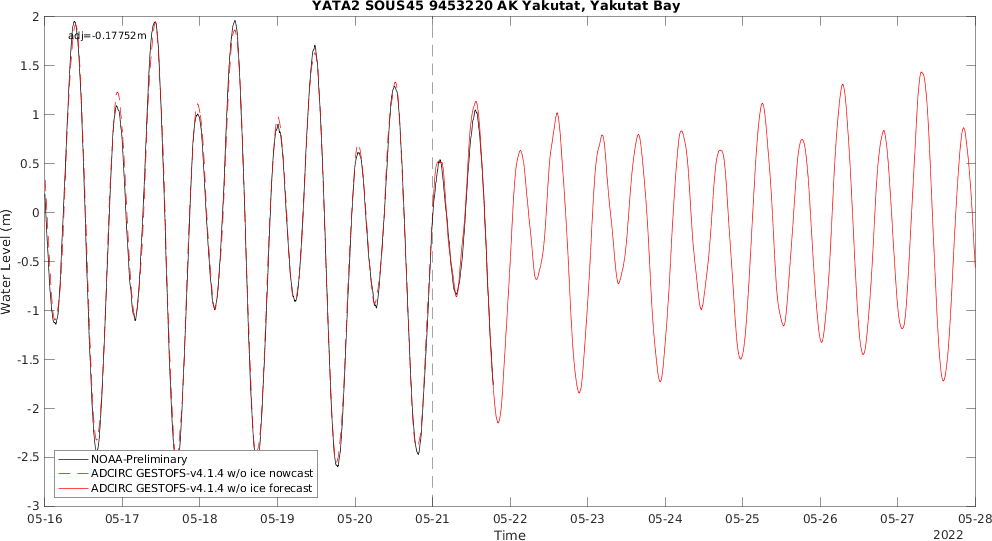 YATA2 SOUS45 9453220 AK Yakutat, Yakutat Bay
adj=-0.17752m
2
1.5
1
0.5
0
-0.5
-1
-1.5
-2
-2.5
-3
Water Level (m)
NOAA-Preliminary
ADCIRC GESTOFS-v4.1.4 w/o ice nowcast
ADCIRC GESTOFS-v4.1.4 w/o ice forecast
05-16 05-17 05-18 05-19 05-20 05-21 05-22 05-23 05-24 05-25 05-26 05-27 05-28
Time
2022